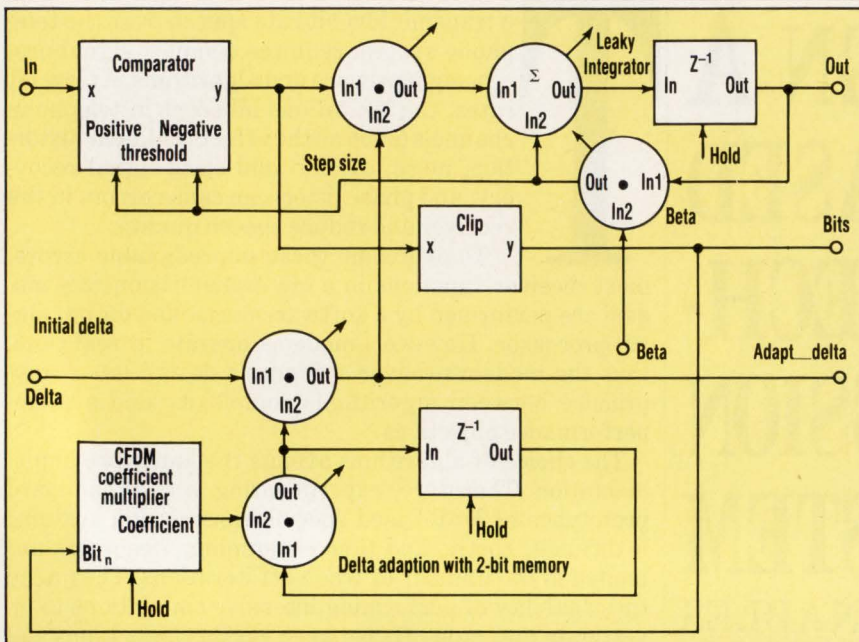 In
Comparator
x
y
Positive Negative
threshold
In1
Out
In2
Step size
Σ
In1
Out
In2
Leaky
Integrator
Z⁻¹
In
Out
Hold
Out
Out
In1
In2
Beta
Clip
x
y
Bits
Initial delta
Delta
In1
Out
In2
Beta
Adapt__delta
CFDM
coefficient
multiplier
Coefficient
Bitₙ
Hold
Out
In2
In1
Z⁻¹
In
Out
Hold
Delta adaption with 2-bit memory